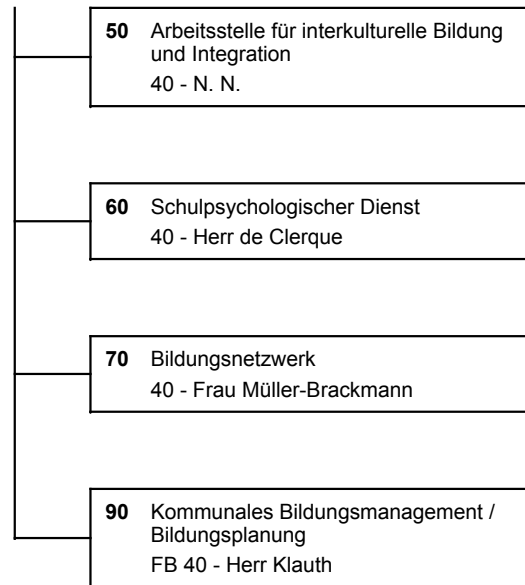 50 Arbeitsstelle für interkulturelle Bildung
und Integration
40 - N. N.
60 Schulpsychologischer Dienst
40 - Herr de Clerque
70 Bildungsnetzwerk
40 - Frau Müller-Brackmann
90 Kommunales Bildungsmanagement /
Bildungsplanung
FB 40 - Herr Klauth